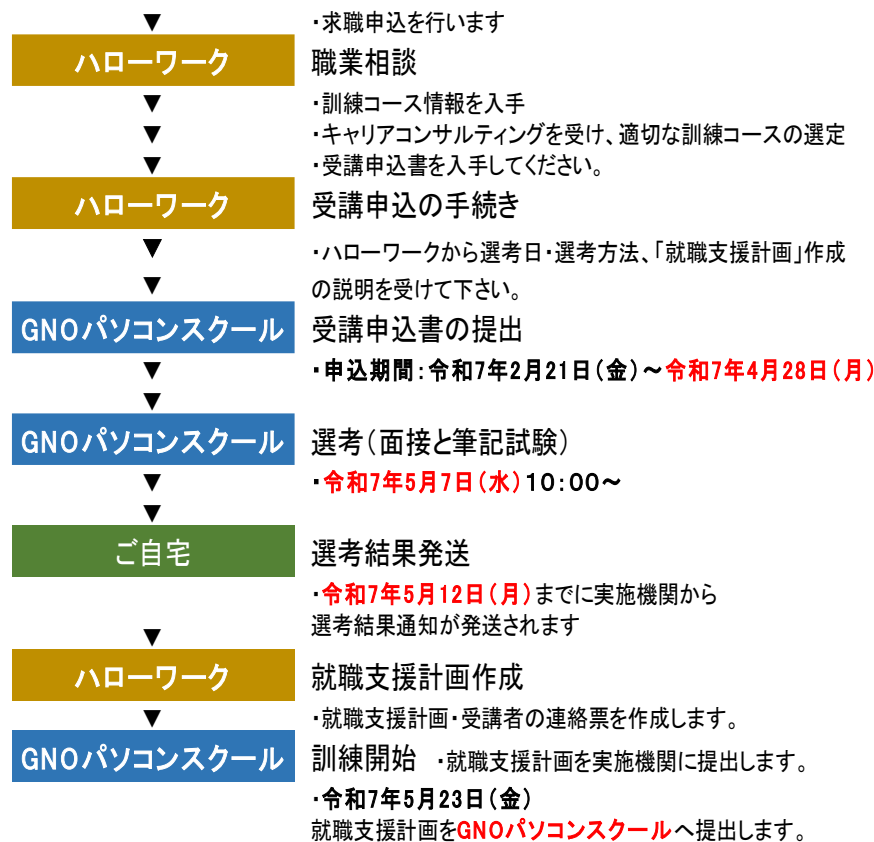 ▼ ・求職申込を行います
ハローワーク 職業相談
▼ ・訓練コース情報を入手
▼ ・キャリアコンサルティングを受け、適切な訓練コースの選定
▼ ・受講申込書を入手してください。
ハローワーク 受講申込の手続き
▼ ・ハローワークから選考日・選考方法、「就職支援計画」作成
▼ の説明を受けて下さい。
GNOパソコンスクール 受講申込書の提出
▼ ・申込期間：令和7年2月21日（金）～令和7年4月28日（月）
▼
GNOパソコンスクール 選考（面接と筆記試験）
▼ ・令和7年5月7日（水）10：00～
▼
ご自宅 選考結果発送
・令和7年5月12日（月）までに実施機関から
▼ 選考結果通知が発送されます
ハローワーク 就職支援計画作成
▼ ・就職支援計画・受講者の連絡票を作成します。
GNOパソコンスクール 訓練開始 ・就職支援計画を実施機関に提出します。
・令和7年5月23日（金）
就職支援計画をGNOパソコンスクールへ提出します。